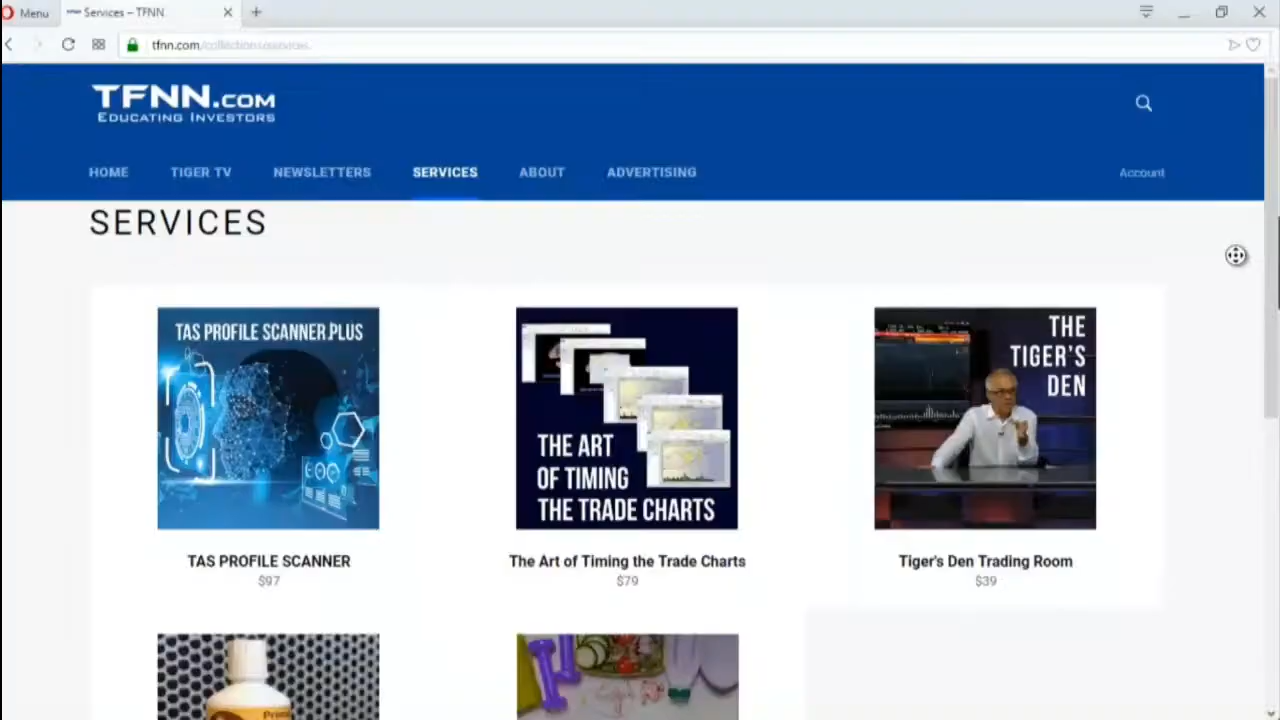 Menu
Services – TFNN
tfnn.com/collections/services
TFNN.COM
EDUCATING INVESTORS
HOME
TIGER TV
NEWSLETTERS
SERVICES
ABOUT
ADVERTISING
Account
SERVICES
TAS PROFILE SCANNER PLUS
THE ART
OF TIMING
THE TRADE CHARTS
THE
TIGER'S
DEN
TAS PROFILE SCANNER
$97
The Art of Timing the Trade Charts
$79
Tiger's Den Trading Room
$39